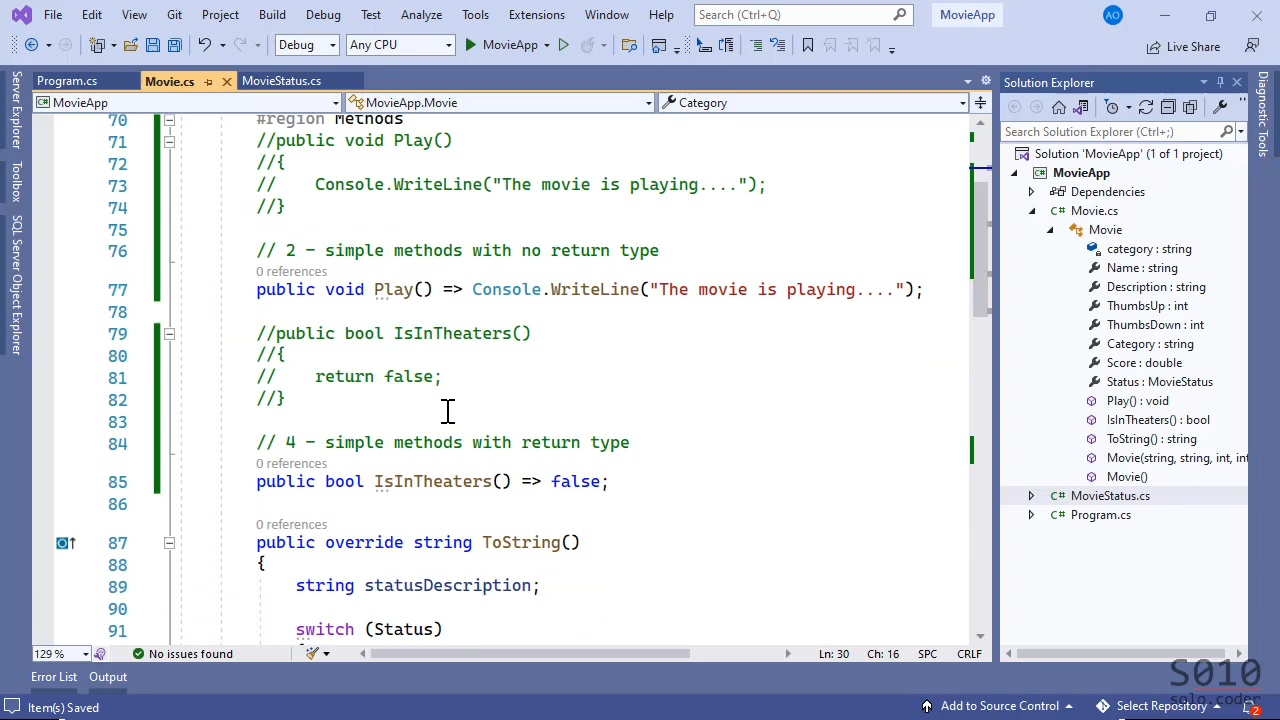 File Edit View Git Project Build Debug Test Analyze Tools Extensions Window Help Search (Ctrl+Q) MovieApp AO
Debug Any CPU MovieApp Live Share
Program.cs Movie.cs MovieStatus.cs
MovieApp MovieApp.Movie Category
70 #region Methods
71 //public void Play()
72 //{
73 // Console.WriteLine("The movie is playing....");
74 //}
75
76 // 2 - simple methods with no return type
0 references
77 public void Play() => Console.WriteLine("The movie is playing....");
78
79 //public bool IsInTheaters()
80 //{
81 // return false;
82 //}
83
84 // 4 - simple methods with return type
0 references
85 public bool IsInTheaters() => false;
86
0 references
87 public override string ToString()
88 {
89 string statusDescription;
90
91 switch (Status)
129 % No issues found Ln: 30 Ch: 16 SPC CRLF
Error List Output
Item(s) Saved Add to Source Control Select Repository 2
Server Explorer
Toolbox
SQL Server Object Explorer
Solution Explorer
Search Solution Explorer (Ctrl+;)
Solution 'MovieApp' (1 of 1 project)
MovieApp
Dependencies
C# Movie.cs
Movie
category : string
Name : string
Description : string
ThumbsUp : int
ThumbsDown : int
Category : string
Score : double
Status : MovieStatus
Play() : void
IsInTheaters() : bool
ToString() : string
Movie(string, string, int, int
Movie()
C# MovieStatus.cs
C# Program.cs
Diagnostic Tools
S010
solo.coder